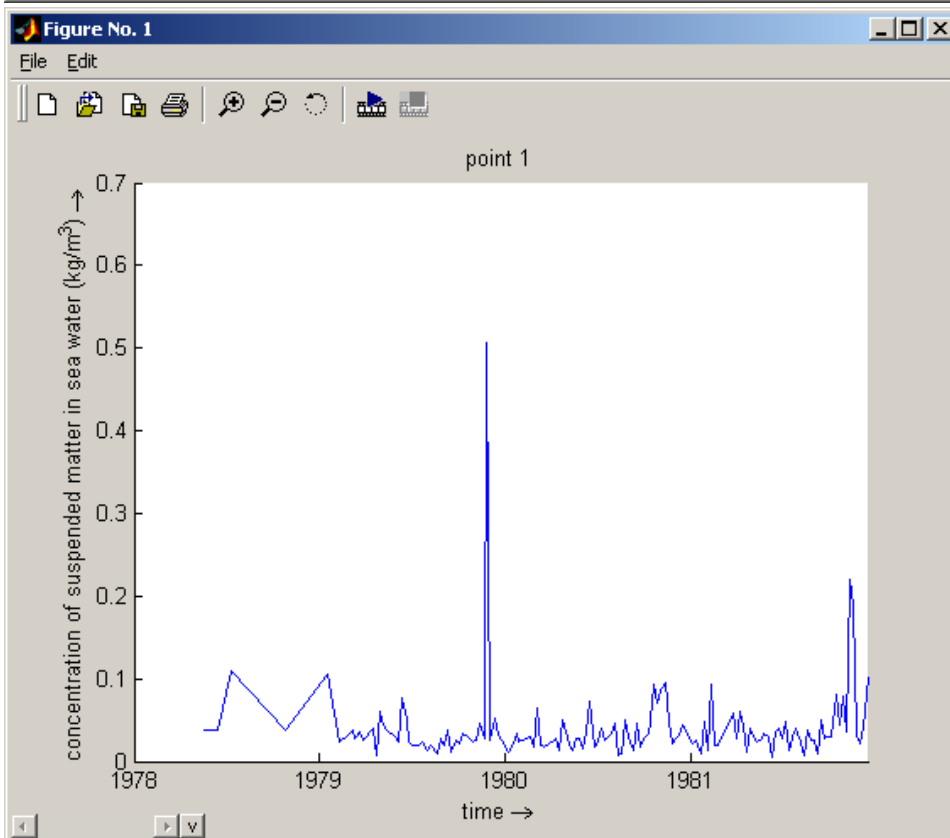 Figure No. 1
File Edit
point 1
concentration of suspended matter in sea water (kg/m³) →
0.7
0.6
0.5
0.4
0.3
0.2
0.1
0
1978 1979 1980 1981
time →
v